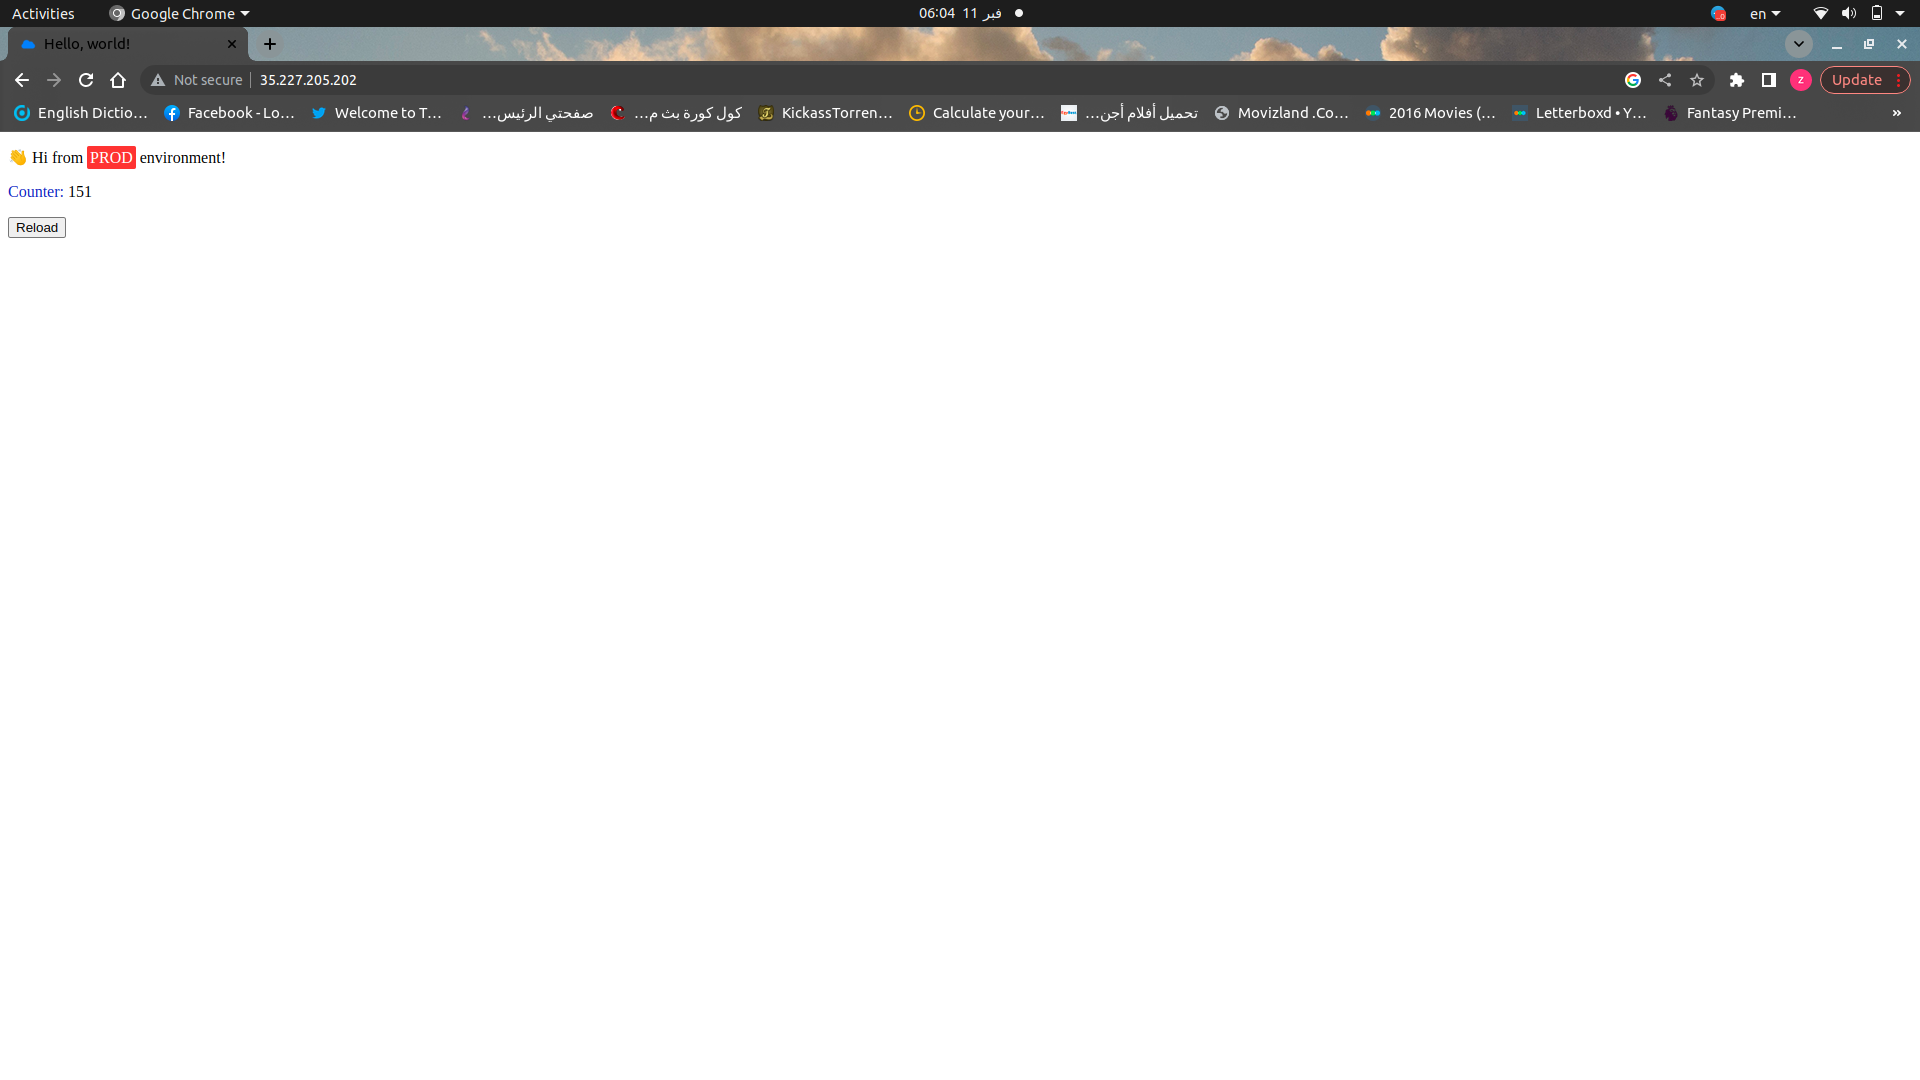 Activities Google Chrome 06:04 11 فبر en
Hello, world!
Not secure 35.227.205.202 z Update
English Dictio... Facebook - Lo... Welcome to T... صفحتي الرئيس... كول كورة بث م... KickassTorren... Calculate your... تحميل أفلام أجن... Movizland .Co... 2016 Movies (... Letterboxd • Y... Fantasy Premi... »
👋 Hi from PROD environment!
Counter: 151
Reload